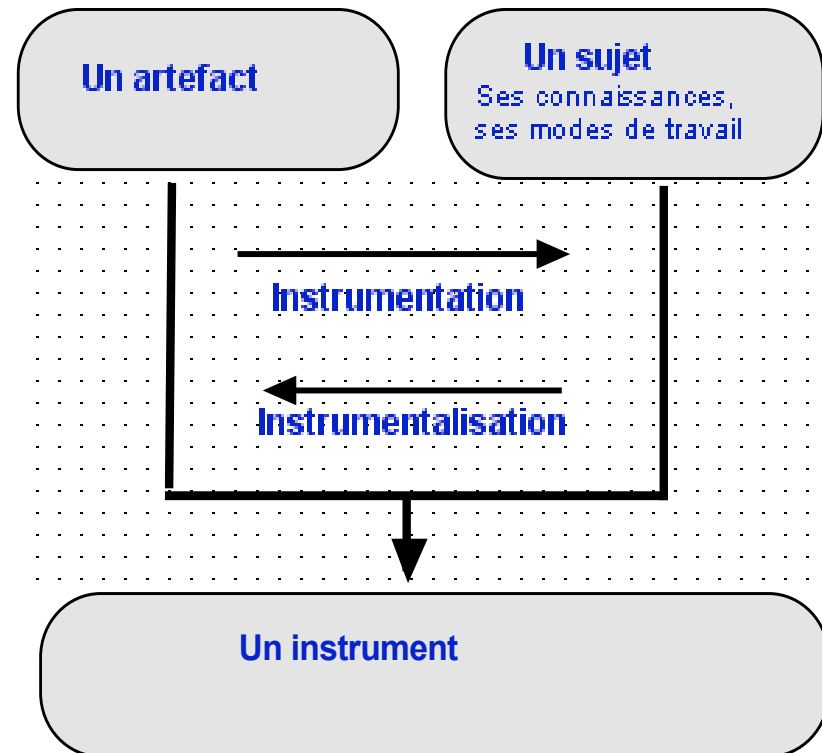 Un artefact
Un sujet
Ses connaissances,
ses modes de travail
Instrumentation
Instrumentalisation
Un instrument